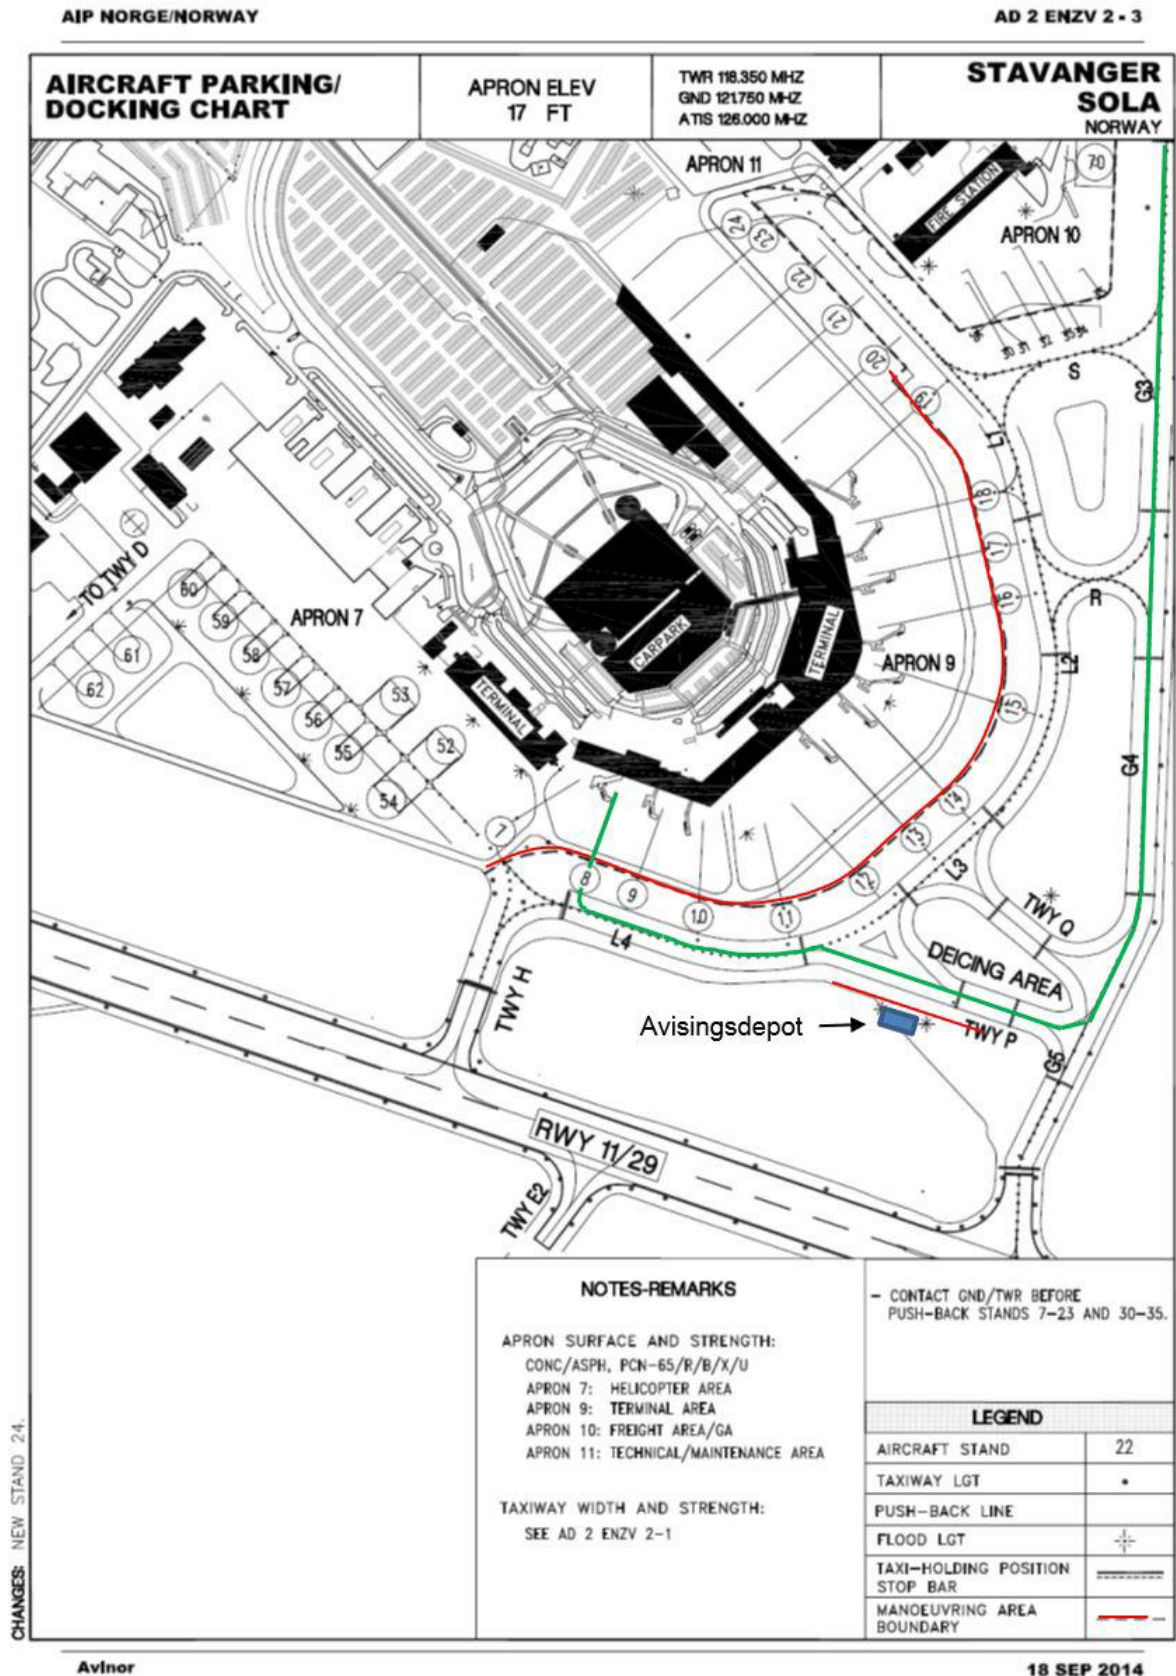 AIP NORGE/NORWAY
AD 2 ENZV 2 - 3
AIRCRAFT PARKING/
DOCKING CHART
APRON ELEV
17 FT
TWR 118.350 MHZ
GND 121.750 MHZ
ATIS 126.000 MHZ
STAVANGER
SOLA
NORWAY
APRON 11
FIRE STATION
70
APRON 10
24
23
22
21
20
19
30
31
32
33
34
S
G3
L1
18
17
16
R
TO TWY D
60
59
58
57
56
55
54
53
52
61
62
APRON 7
CARPARK
TERMINAL
TERMINAL
APRON 9
L2
15
G4
14
13
12
11
10
9
8
7
L3
TWY Q
DEICING AREA
L4
TWY H
Avisingsdepot
TWY P
G5
RWY 11/29
TWY E2
NOTES-REMARKS
APRON SURFACE AND STRENGTH:
CONC/ASPH, PCN-65/R/B/X/U
APRON 7: HELICOPTER AREA
APRON 9: TERMINAL AREA
APRON 10: FREIGHT AREA/GA
APRON 11: TECHNICAL/MAINTENANCE AREA
TAXIWAY WIDTH AND STRENGTH:
SEE AD 2 ENZV 2-1
- CONTACT GND/TWR BEFORE
PUSH-BACK STANDS 7-23 AND 30-35.
LEGEND
AIRCRAFT STAND 22
TAXIWAY LGT
PUSH-BACK LINE
FLOOD LGT
TAXI-HOLDING POSITION
STOP BAR
MANOEUVRING AREA
BOUNDARY
CHANGES: NEW STAND 24.
Avinor
18 SEP 2014